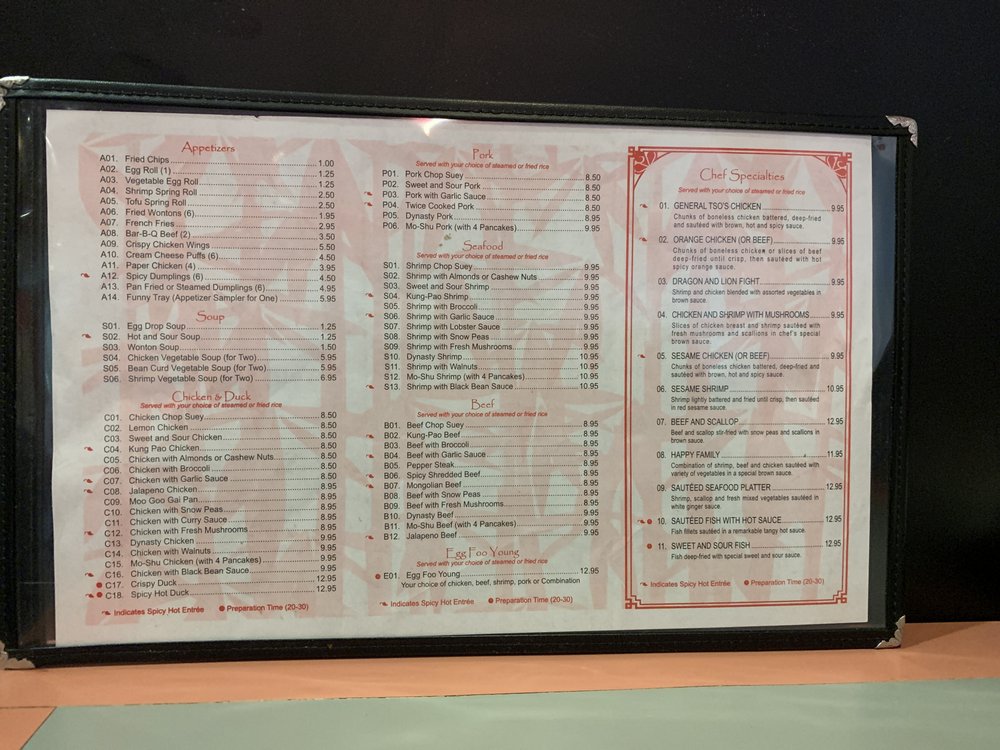 Appetizers
A01. Fried Chips 1.00
A02. Egg Roll (1) 1.25
A03. Vegetable Egg Roll 1.25
A04. Shrimp Spring Roll 2.50
A05. Tofu Spring Roll 2.50
A06. Fried Wontons (6) 1.95
A07. French Fries 2.95
A08. Bar-B-Q Beef (2) 3.50
A09. Crispy Chicken Wings 5.50
A10. Cream Cheese Puffs (6) 4.50
A11. Paper Chicken (4) 3.95
A12. Spicy Dumplings (6) 4.50
A13. Pan Fried or Steamed Dumplings (6) 4.95
A14. Funny Tray (Appetizer Sampler for One) 5.95
Soup
S01. Egg Drop Soup 1.25
S02. Hot and Sour Soup 1.25
S03. Wonton Soup 1.50
S04. Chicken Vegetable Soup (for Two) 5.95
S05. Bean Curd Vegetable Soup (for Two) 5.95
S06. Shrimp Vegetable Soup (for Two) 6.95
Chicken & Duck
Served with your choice of steamed or fried rice
C01. Chicken Chop Suey 8.50
C02. Lemon Chicken 8.50
C03. Sweet and Sour Chicken 8.50
C04. Kung Pao Chicken 8.50
C05. Chicken with Almonds or Cashew Nuts 8.50
C06. Chicken with Broccoli 8.50
C07. Chicken with Garlic Sauce 8.50
C08. Jalapeno Chicken 8.95
C09. Moo Goo Gai Pan 8.95
C10. Chicken with Snow Peas 8.95
C11. Chicken with Curry Sauce 8.95
C12. Chicken with Fresh Mushrooms 8.95
C13. Dynasty Chicken 9.95
C14. Chicken with Walnuts 9.95
C15. Mo-Shu Chicken (with 4 Pancakes) 9.95
C16. Chicken with Black Bean Sauce 9.95
C17. Crispy Duck 12.95
C18. Spicy Hot Duck 12.95
Indicates Spicy Hot Entrée Preparation Time (20-30)
Pork
Served with your choice of steamed or fried rice
P01. Pork Chop Suey 8.50
P02. Sweet and Sour Pork 8.50
P03. Pork with Garlic Sauce 8.50
P04. Twice Cooked Pork 8.50
P05. Dynasty Pork 8.95
P06. Mo-Shu Pork (with 4 Pancakes) 9.95
Seafood
Served with your choice of steamed or fried rice
S01. Shrimp Chop Suey 9.95
S02. Shrimp with Almonds or Cashew Nuts 9.95
S03. Sweet and Sour Shrimp 9.95
S04. Kung-Pao Shrimp 9.95
S05. Shrimp with Broccoli 9.95
S06. Shrimp with Garlic Sauce 9.95
S07. Shrimp with Lobster Sauce 9.95
S08. Shrimp with Snow Peas 9.95
S09. Shrimp with Fresh Mushrooms 9.95
S10. Dynasty Shrimp 10.95
S11. Shrimp with Walnuts 10.95
S12. Mo-Shu Shrimp (with 4 Pancakes) 10.95
S13. Shrimp with Black Bean Sauce 10.95
Beef
Served with your choice of steamed or fried rice
B01. Beef Chop Suey 8.95
B02. Kung-Pao Beef 8.95
B03. Beef with Broccoli 8.95
B04. Beef with Garlic Sauce 8.95
B05. Pepper Steak 8.95
B06. Spicy Shredded Beef 8.95
B07. Mongolian Beef 8.95
B08. Beef with Snow Peas 8.95
B09. Beef with Fresh Mushrooms 8.95
B10. Dynasty Beef 8.95
B11. Mo-Shu Beef (with 4 Pancakes) 9.95
B12. Jalapeno Beef 8.95
Egg Foo Young
Served with your choice of steamed or fried rice
E01. Egg Foo Young 12.95
Your choice of chicken, beef, shrimp, pork or Combination
Indicates Spicy Hot Entrée Preparation Time (20-30)
Chef Specialties
Served with your choice of steamed or fried rice
01. GENERAL TSO'S CHICKEN 9.95
Chunks of boneless chicken battered, deep-fried
and sautéed with brown, hot and spicy sauce.
02. ORANGE CHICKEN (OR BEEF) 9.95
Chunks of boneless chicken or slices of beef
deep-fried until crisp, then sautéed with hot
spicy orange sauce.
03. DRAGON AND LION FIGHT 9.95
Shrimp and chicken blended with assorted vegetables in
brown sauce.
04. CHICKEN AND SHRIMP WITH MUSHROOMS 9.95
Slices of chicken breast and shrimp sautéed with
fresh mushrooms and scallions in chef's special
brown sauce.
05. SESAME CHICKEN (OR BEEF) 9.95
Chunks of boneless chicken battered, deep-fried and
sautéed with brown, hot and spicy sauce.
06. SESAME SHRIMP 10.95
Shrimp lightly battered and fried until crisp, then sautéed
in red sesame sauce.
07. BEEF AND SCALLOP 12.95
Beef and scallop stir-fried with snow peas and scallions in
brown sauce.
08. HAPPY FAMILY 11.95
Combination of shrimp, beef and chicken sautéed with
variety of vegetables in a special brown sauce.
09. SAUTÉED SEAFOOD PLATTER 12.95
Shrimp, scallop and fresh mixed vegetables sautéed in
white ginger sauce.
10. SAUTÉED FISH WITH HOT SAUCE 12.95
Fish fillets sautéed in a remarkable tangy hot sauce.
11. SWEET AND SOUR FISH 12.95
Fish deep-fried with special sweet and sour sauce.
Indicates Spicy Hot Entrée Preparation Time (20-30)